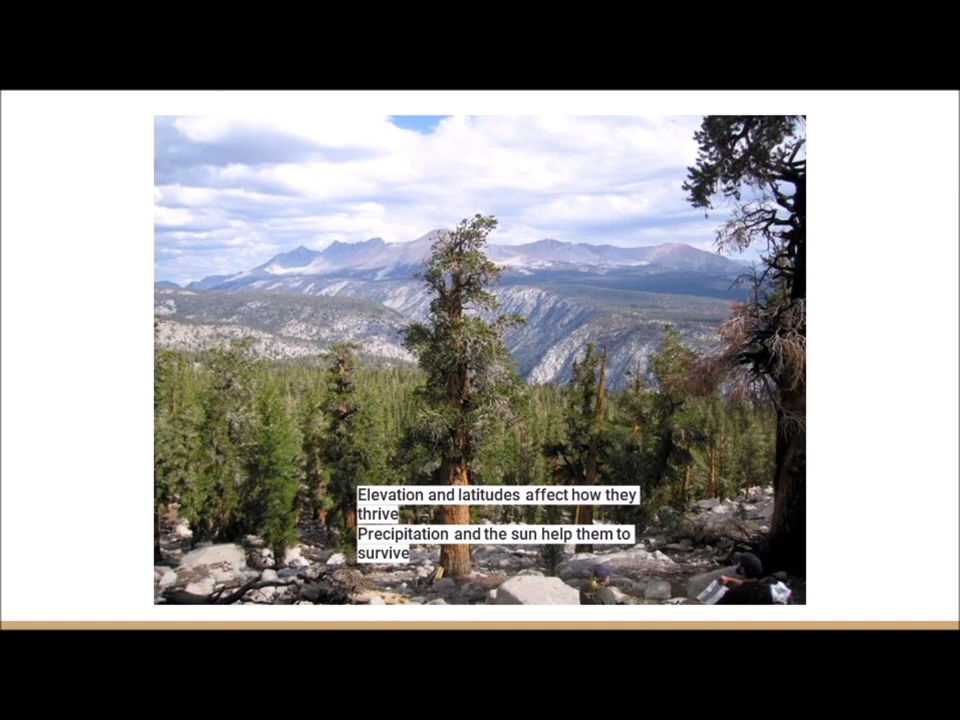 Elevation and latitudes affect how they
thrive
Precipitation and the sun help them to
survive